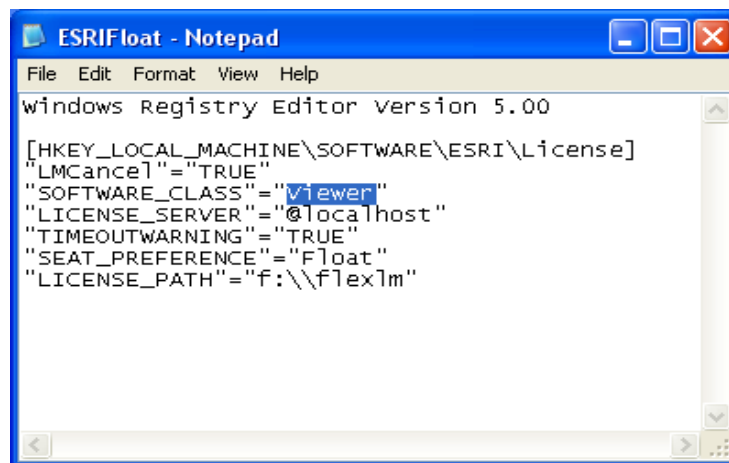 ESRIFloat - Notepad
File Edit Format View Help
Windows Registry Editor Version 5.00
[HKEY_LOCAL_MACHINE\SOFTWARE\ESRI\License]
"LMCancel"="TRUE"
"SOFTWARE_CLASS"="Viewer"
"LICENSE_SERVER"="@localhost"
"TIMEOUTWARNING"="TRUE"
"SEAT_PREFERENCE"="Float"
"LICENSE_PATH"="f:\\flexlm"